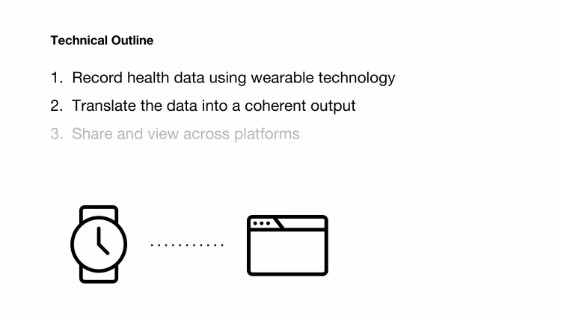 Technical Outline
1. Record health data using wearable technology
2. Translate the data into a coherent output
3. Share and view across platforms